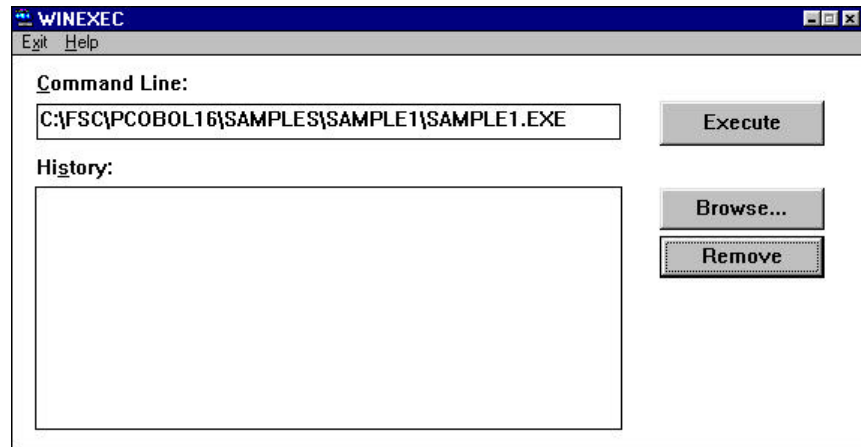 WINEXEC
Exit Help
Command Line:
C:\FSC\PCOBOL16\SAMPLES\SAMPLE1\SAMPLE1.EXE
Execute
History:
Browse...
Remove